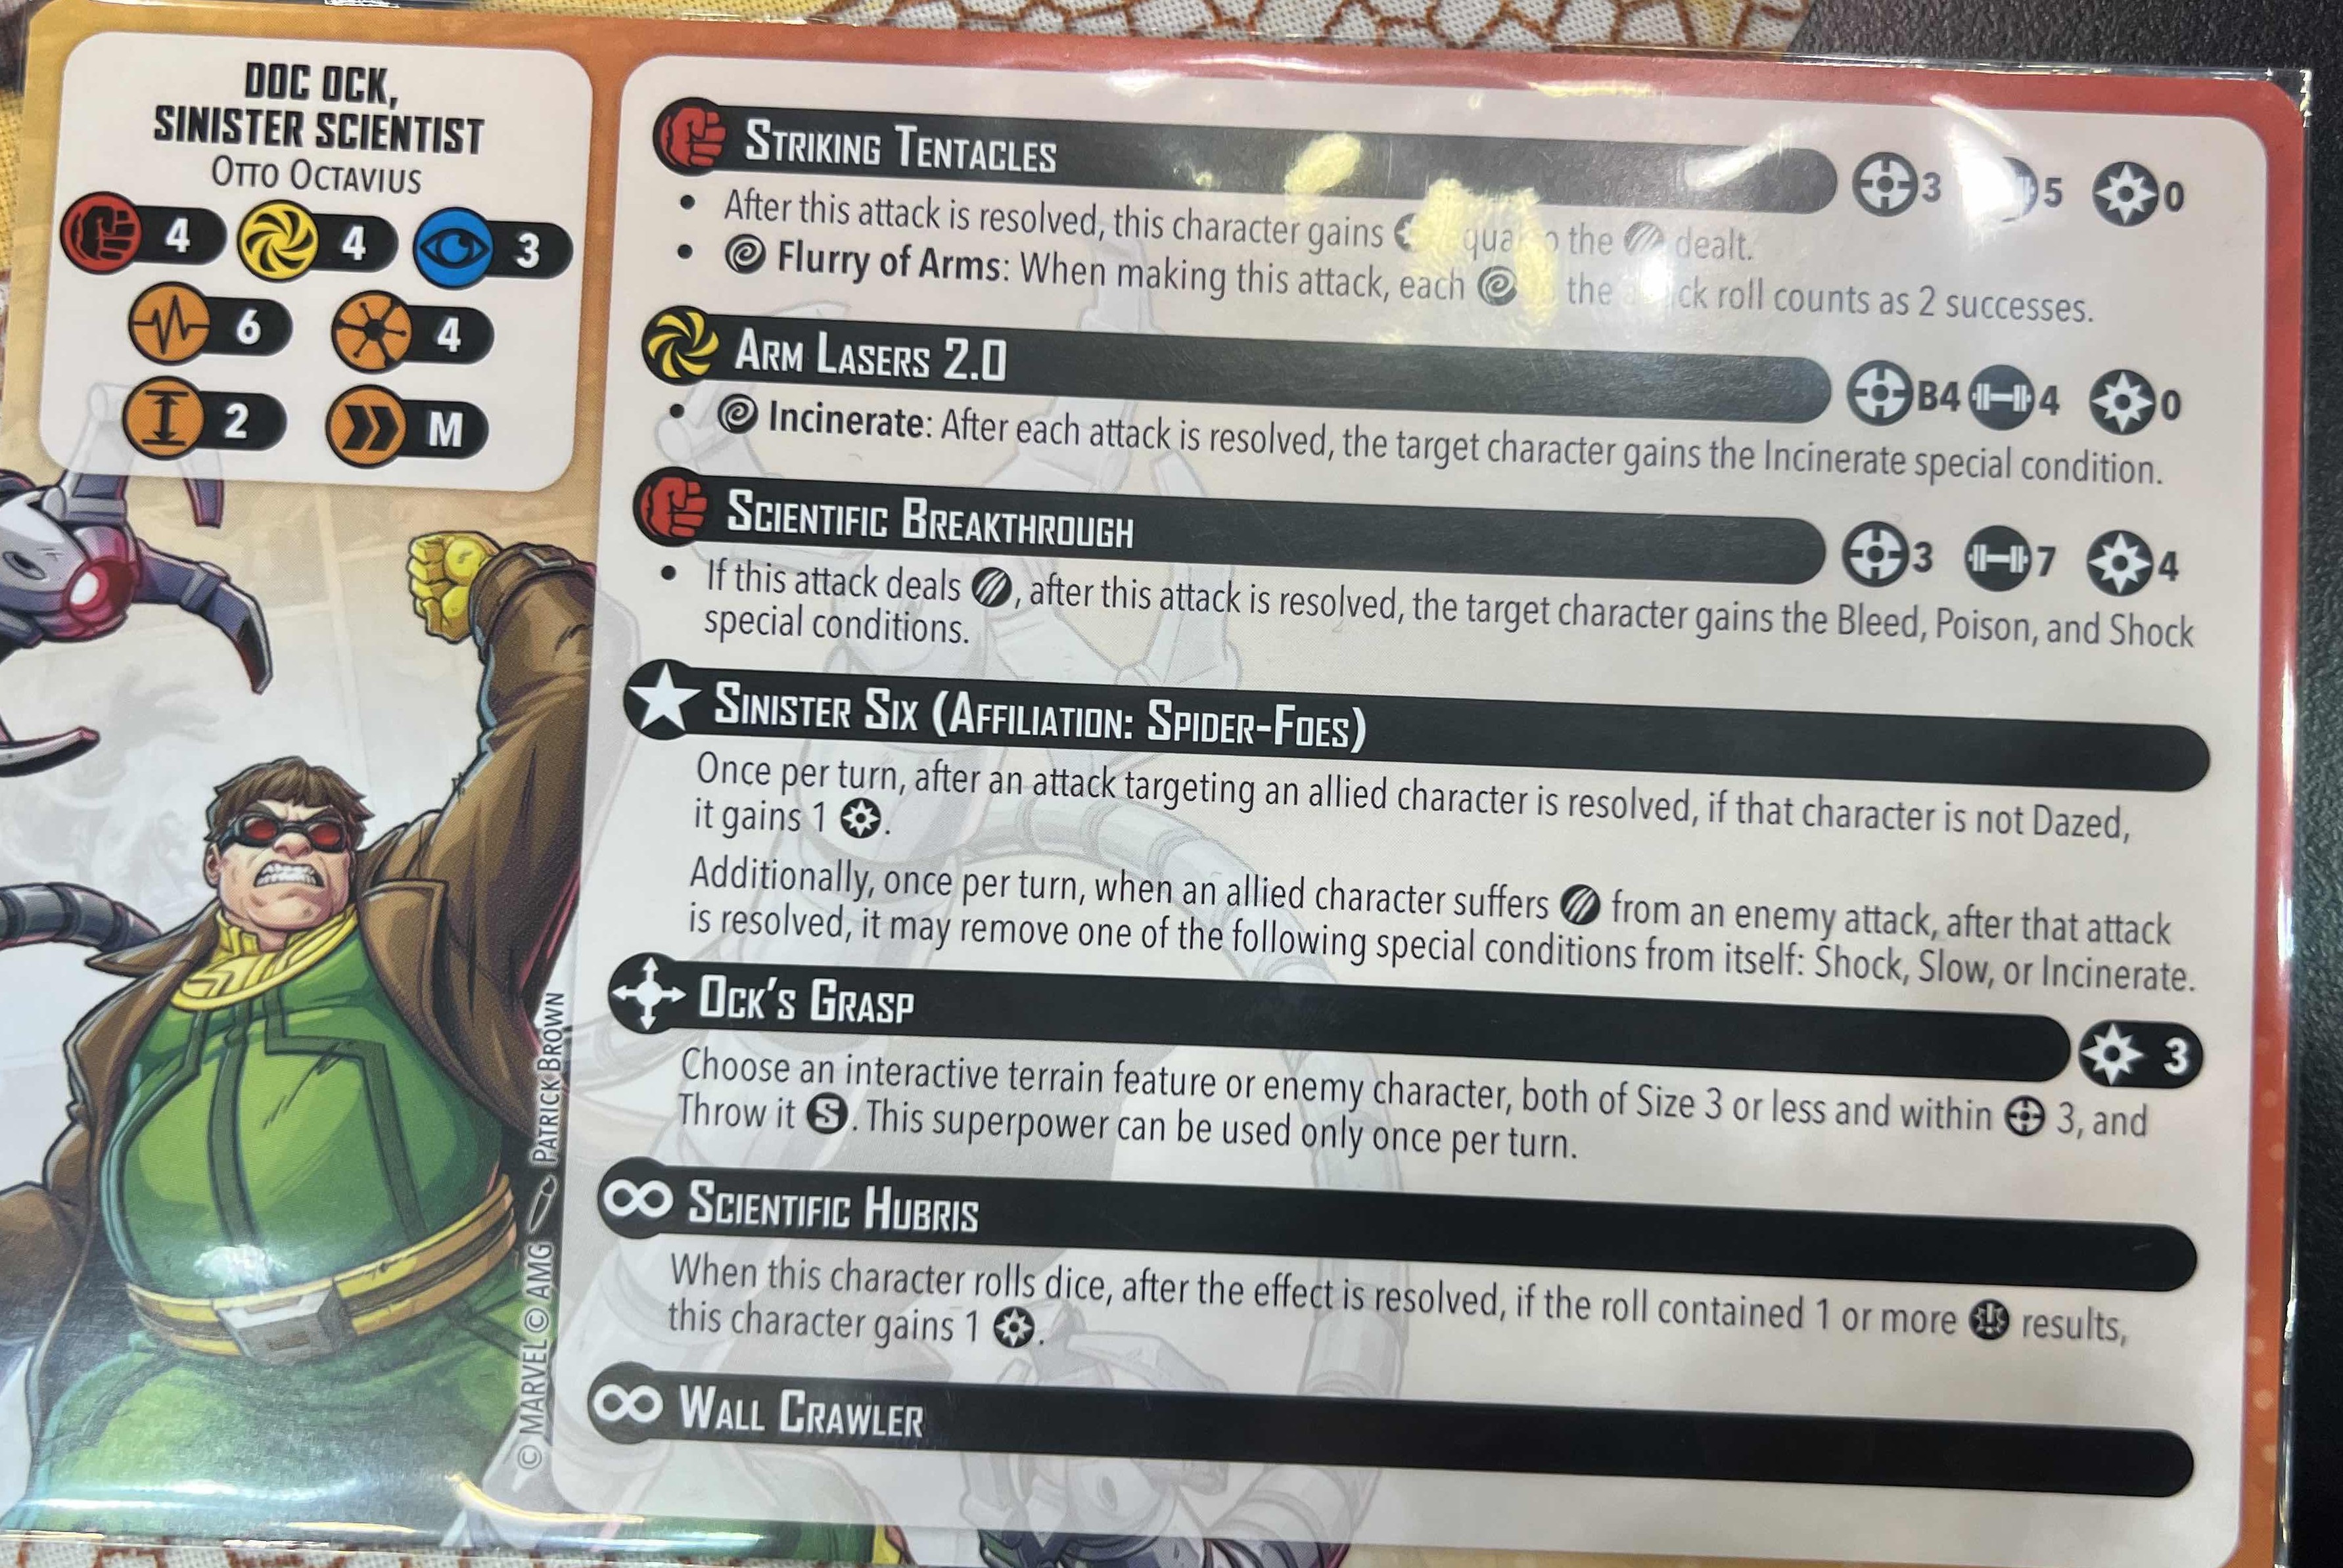 DOC OCK,
SINISTER SCIENTIST
OTTO OCTAVIUS
4 4 3
6 4
2 M
STRIKING TENTACLES 3 5 0
• After this attack is resolved, this character gains the dealt.
• Flurry of Arms: When making this attack, each the roll counts as 2 successes.
ARM LASERS 2.0 B4 4 0
• Incinerate: After each attack is resolved, the target character gains the Incinerate special condition.
SCIENTIFIC BREAKTHROUGH 3 7 4
• If this attack deals , after this attack is resolved, the target character gains the Bleed, Poison, and Shock
special conditions.
SINISTER SIX (AFFILIATION: SPIDER-FOES)
Once per turn, after an attack targeting an allied character is resolved, if that character is not Dazed,
it gains 1 .
Additionally, once per turn, when an allied character suffers from an enemy attack, after that attack
is resolved, it may remove one of the following special conditions from itself: Shock, Slow, or Incinerate.
OCK'S GRASP 3
Choose an interactive terrain feature or enemy character, both of Size 3 or less and within 3, and
Throw it S. This superpower can be used only once per turn.
SCIENTIFIC HUBRIS
When this character rolls dice, after the effect is resolved, if the roll contained 1 or more results,
this character gains 1 .
WALL CRAWLER
© MARVEL © AMG PATRICK BROWN